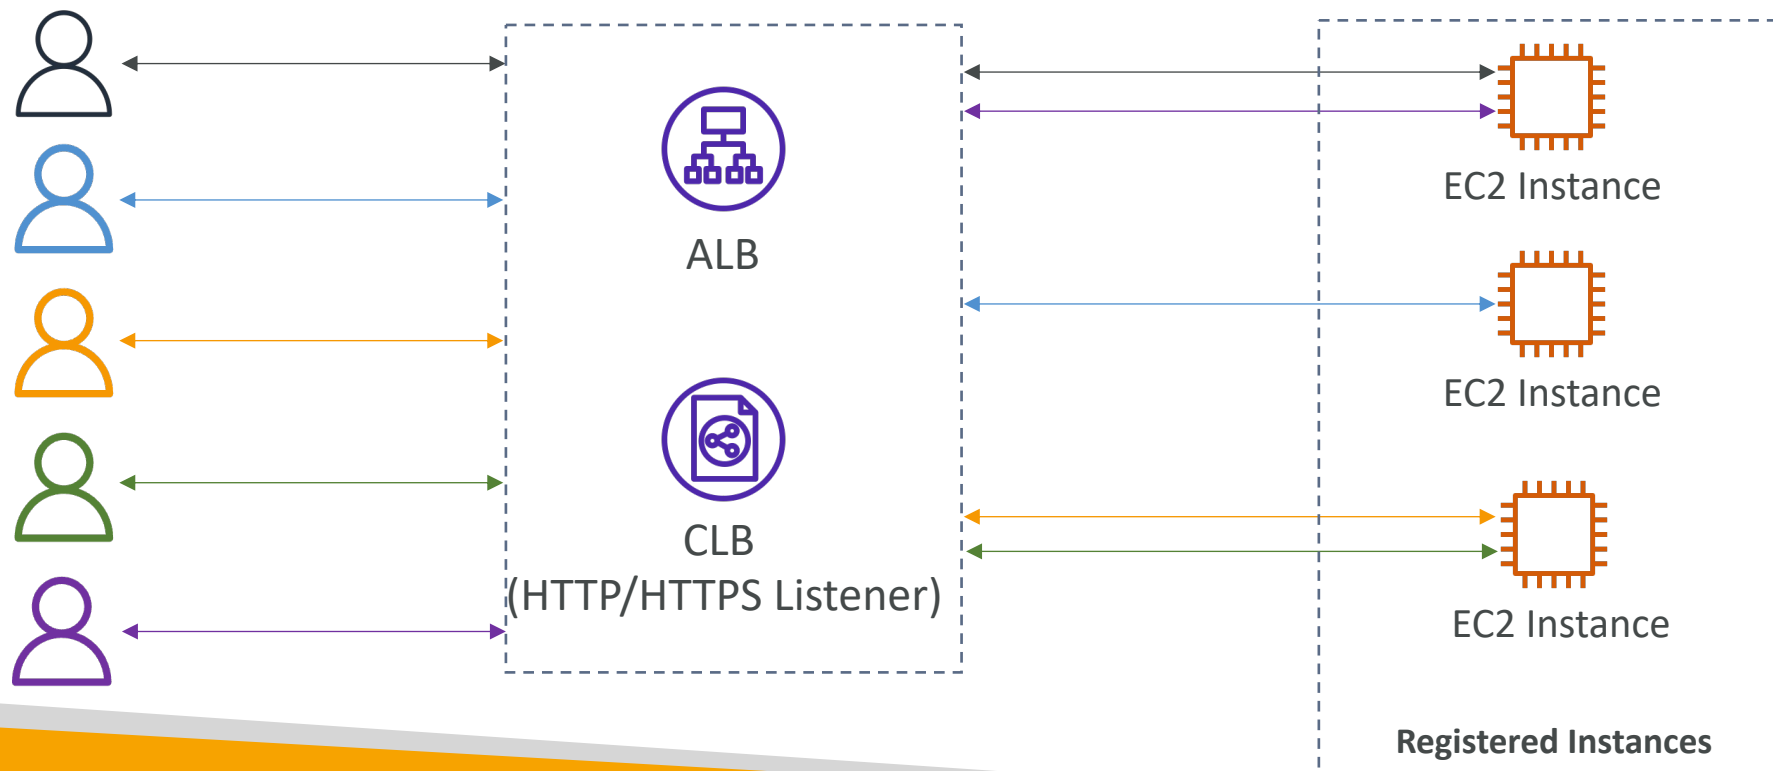 ALB
CLB
(HTTP/HTTPS Listener)
EC2 Instance
EC2 Instance
EC2 Instance
Registered Instances